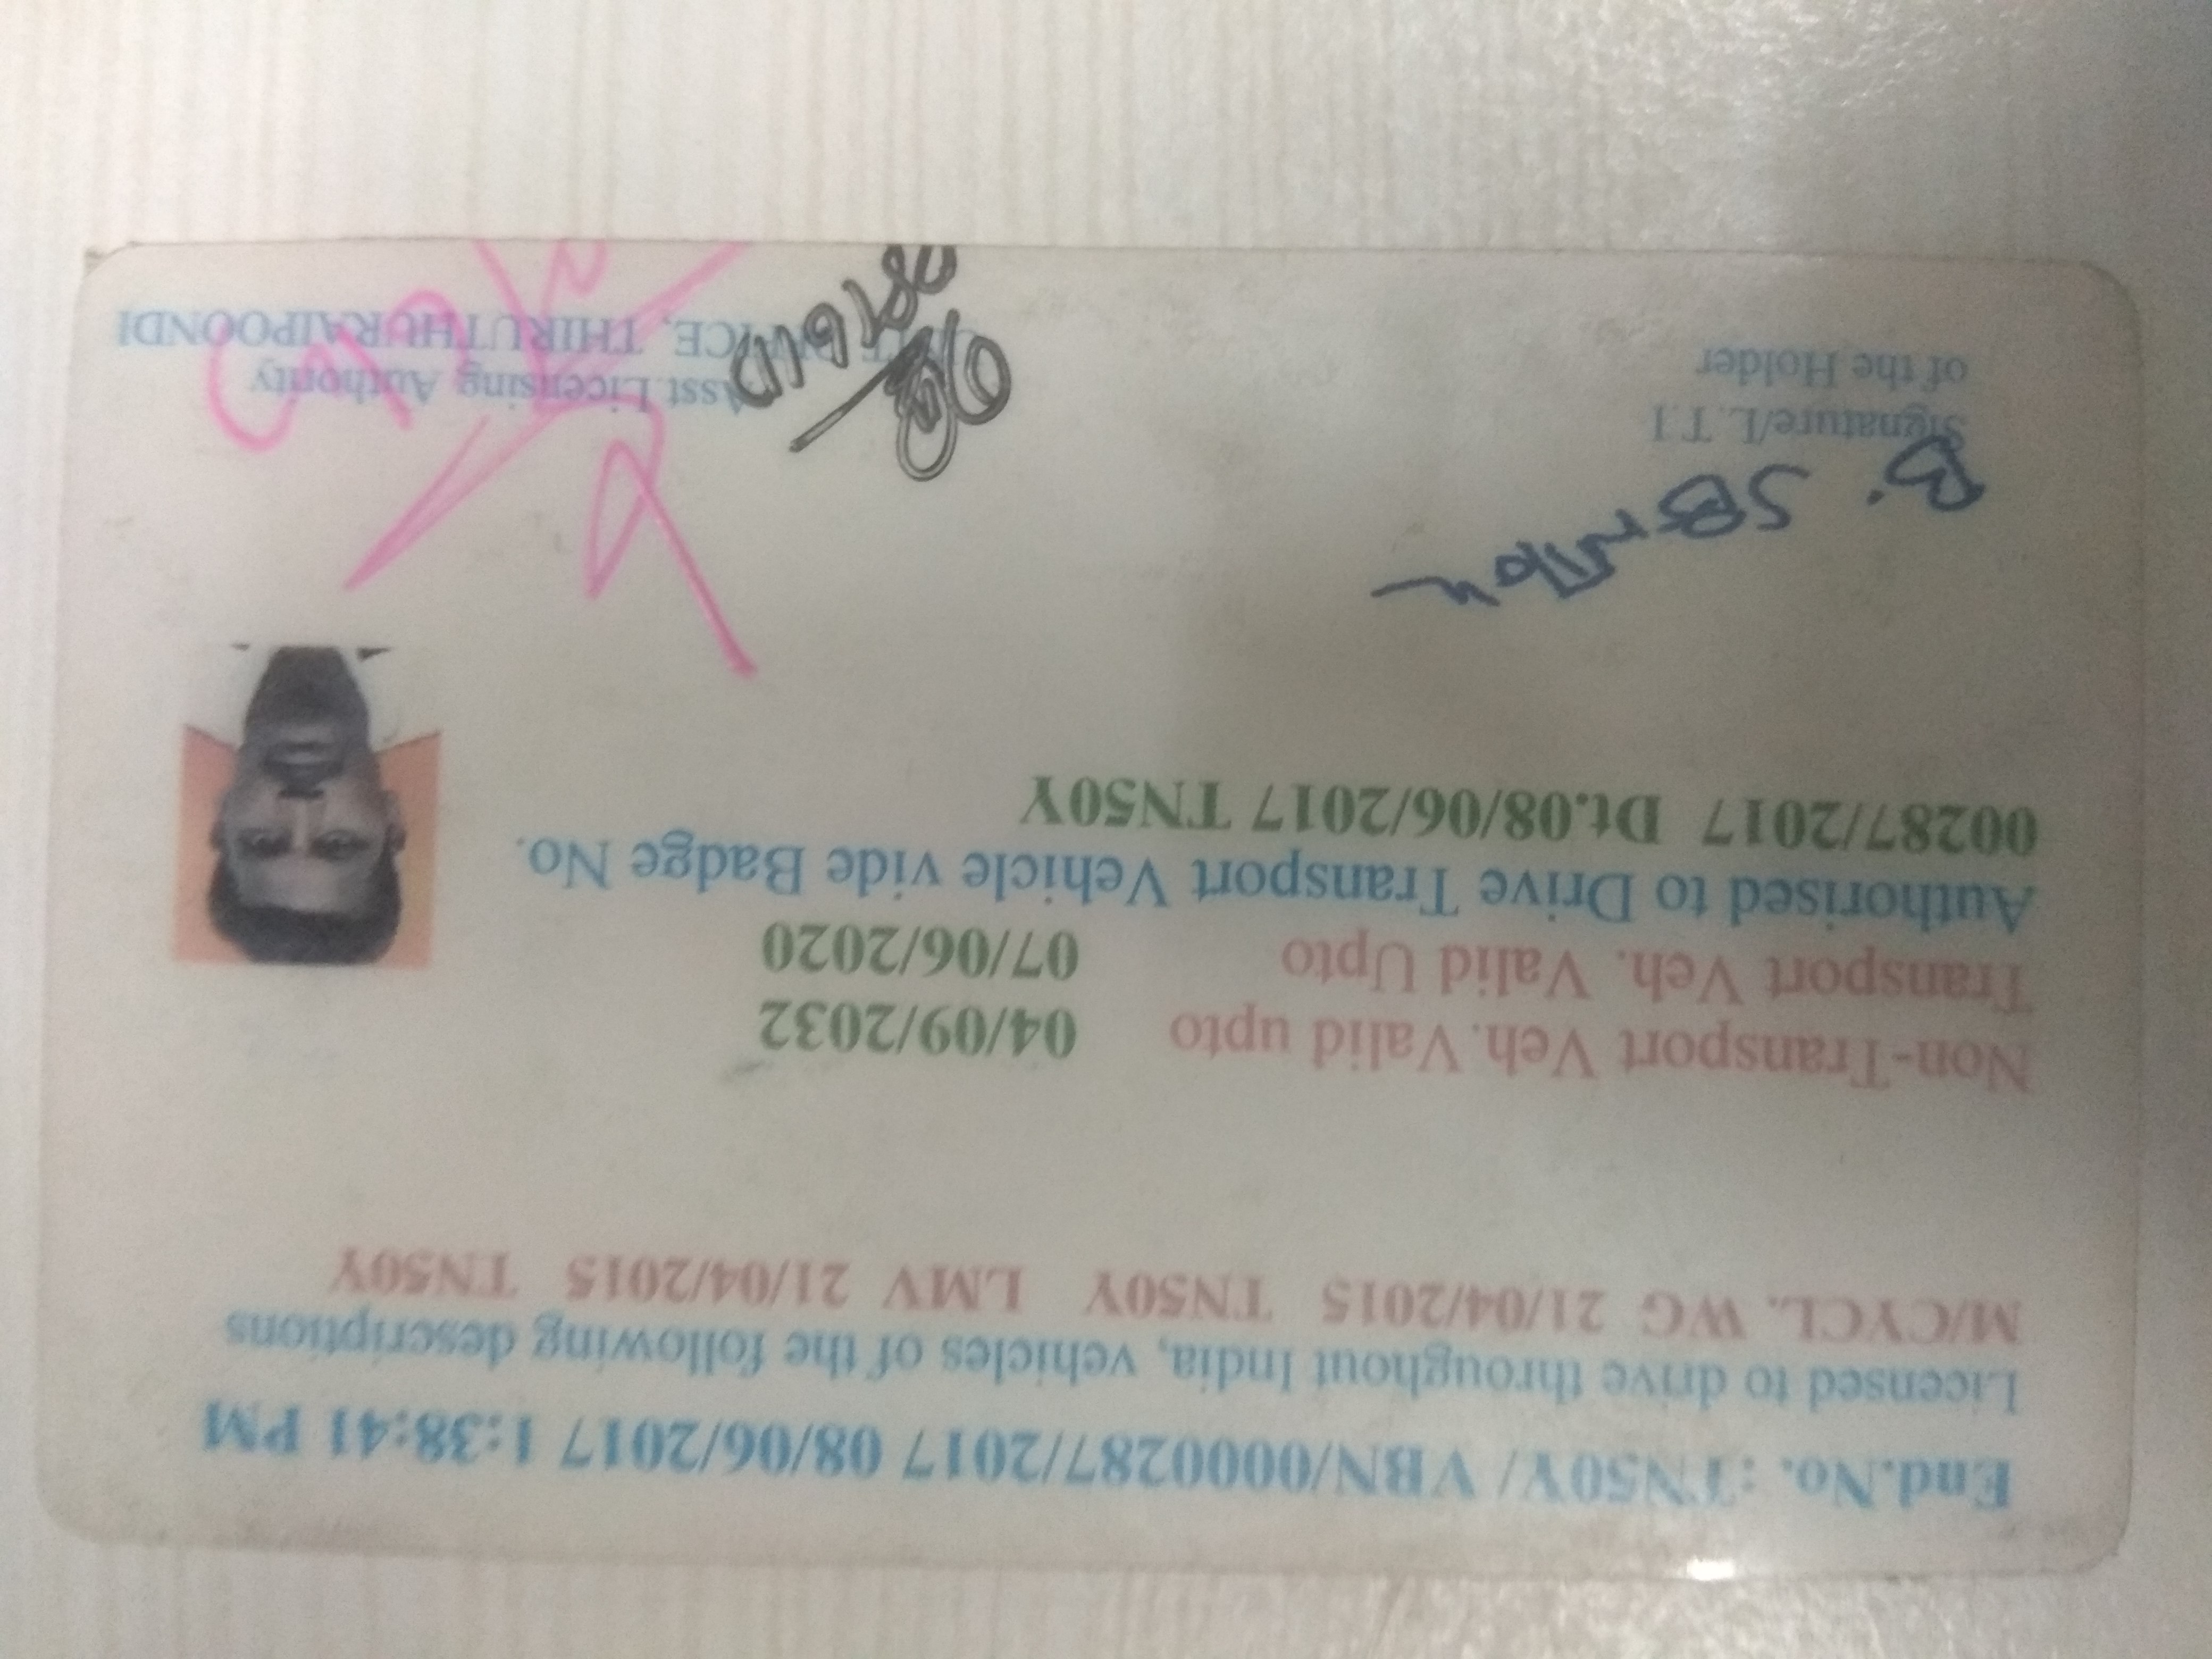 End.No. :TN50Y/ VBN/0000287/2017 08/06/2017 1:38:41 PM
Licensed to drive throughout India, vehicles of the following descriptions
M/CYCL. WG 21/04/2015 TN50Y LMV 21/04/2015 TN50Y
Non-Transport Veh.Valid upto 04/09/2032
Transport Veh. Valid Upto 07/06/2020
Authorised to Drive Transport Vehicle vide Badge No.
00287/2017 Dt.08/06/2017 TN50Y
B.
Signature/L.T.I
of the Holder
Asst Licensing Authority
THIRUTHURAIPOONDI